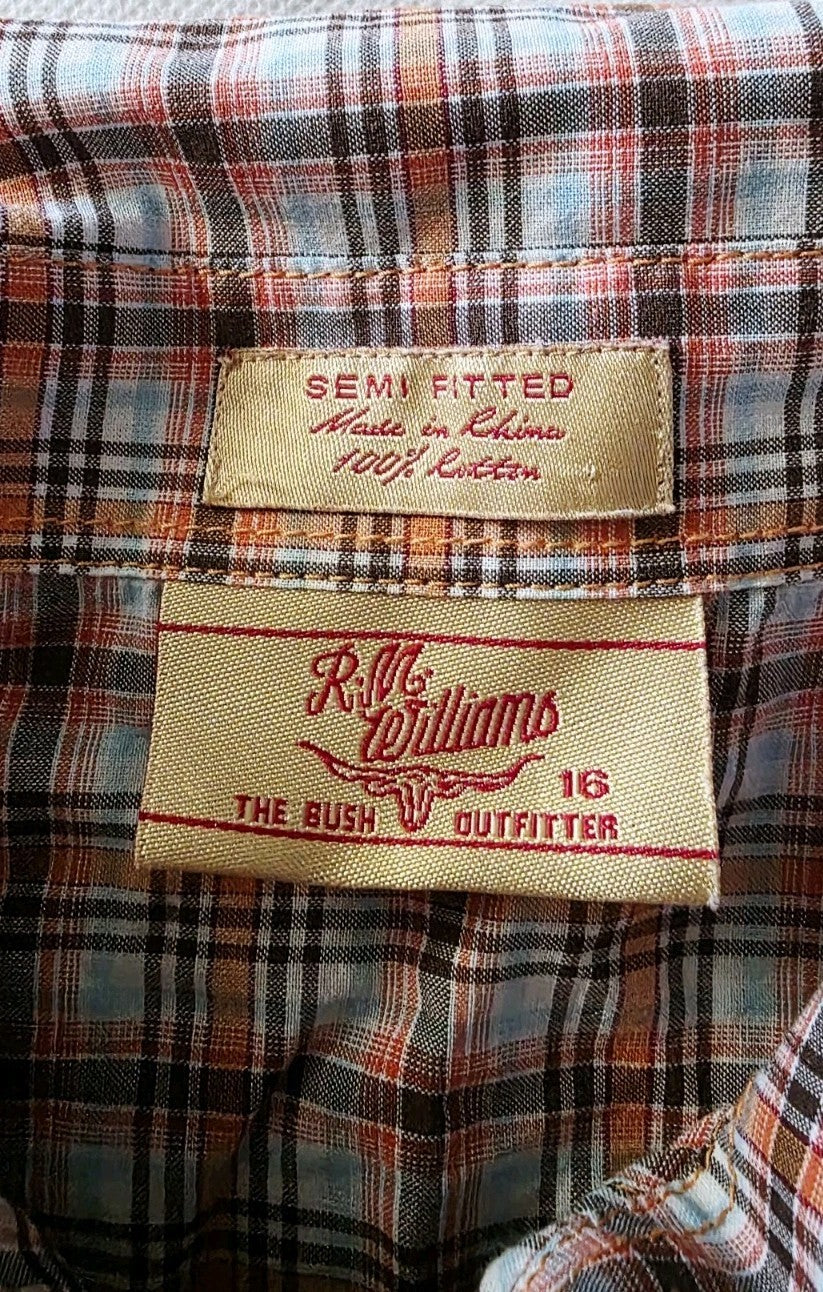 SEMI FITTED
Made in China
100% Cotton
R.M.
Williams
16
THE BUSH OUTFITTER